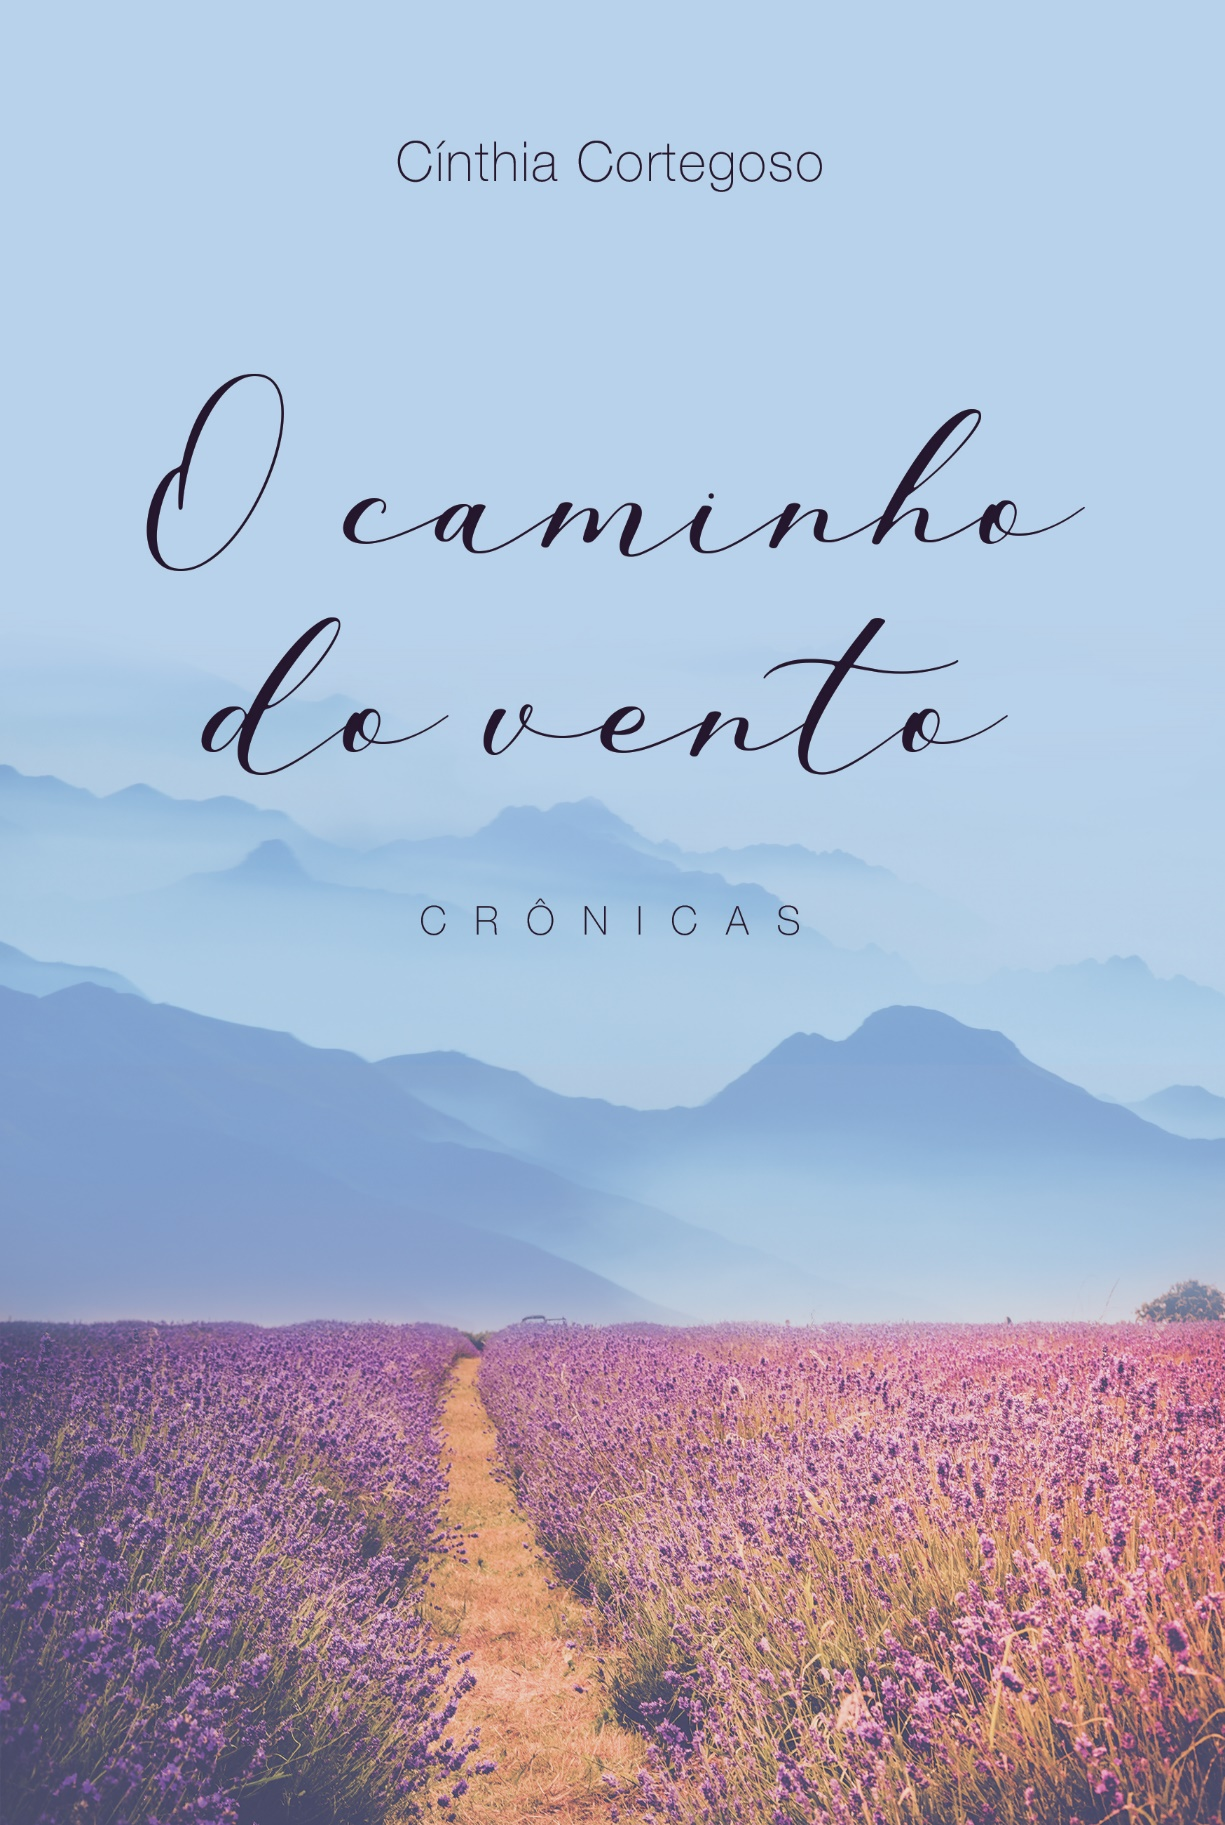 Cínthia Cortegoso
O caminho
do vento
CRÔNICAS